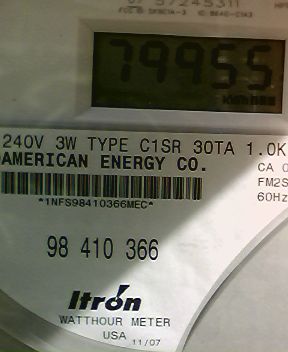 79955
240V 3W TYPE C1SR 30TA 1.0K
AMERICAN ENERGY CO.
CA 0
FM2S
*1NFS98410366MEC*
60Hz
98 410 366
Itron
WATTHOUR METER
USA 11/07